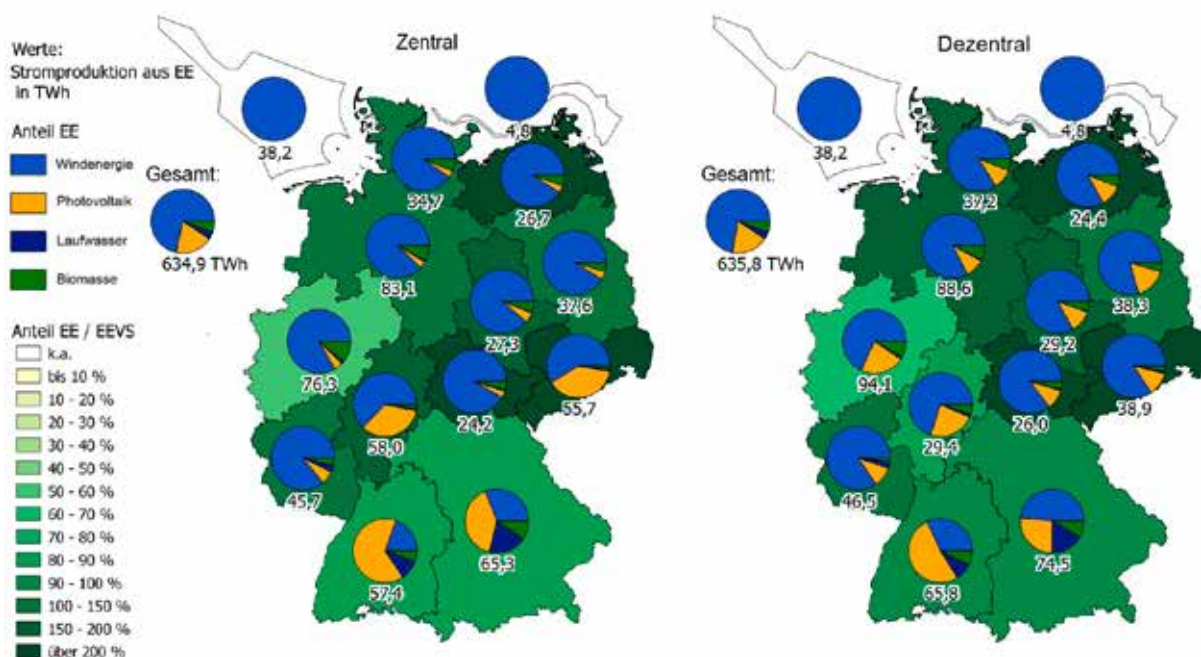 Werte:
Stromproduktion aus EE
in TWh
Anteil EE
Windenergie
Photovoltaik
Laufwasser
Biomasse
Anteil EE / EEVS
k.a.
bis 10 %
10 - 20 %
20 - 30 %
30 - 40 %
40 - 50 %
50 - 60 %
60 - 70 %
70 - 80 %
80 - 90 %
90 - 100 %
100 - 150 %
150 - 200 %
über 200 %
Zentral
38,2
4,8
Gesamt:
634,9 TWh
34,7
26,7
83,1
37,6
27,3
76,3
58,0
24,2
55,7
45,7
57,4
65,3
Dezentral
38,2
4,8
Gesamt:
635,8 TWh
37,2
24,4
88,6
38,3
29,2
94,1
29,4
26,0
38,9
46,5
65,8
74,5